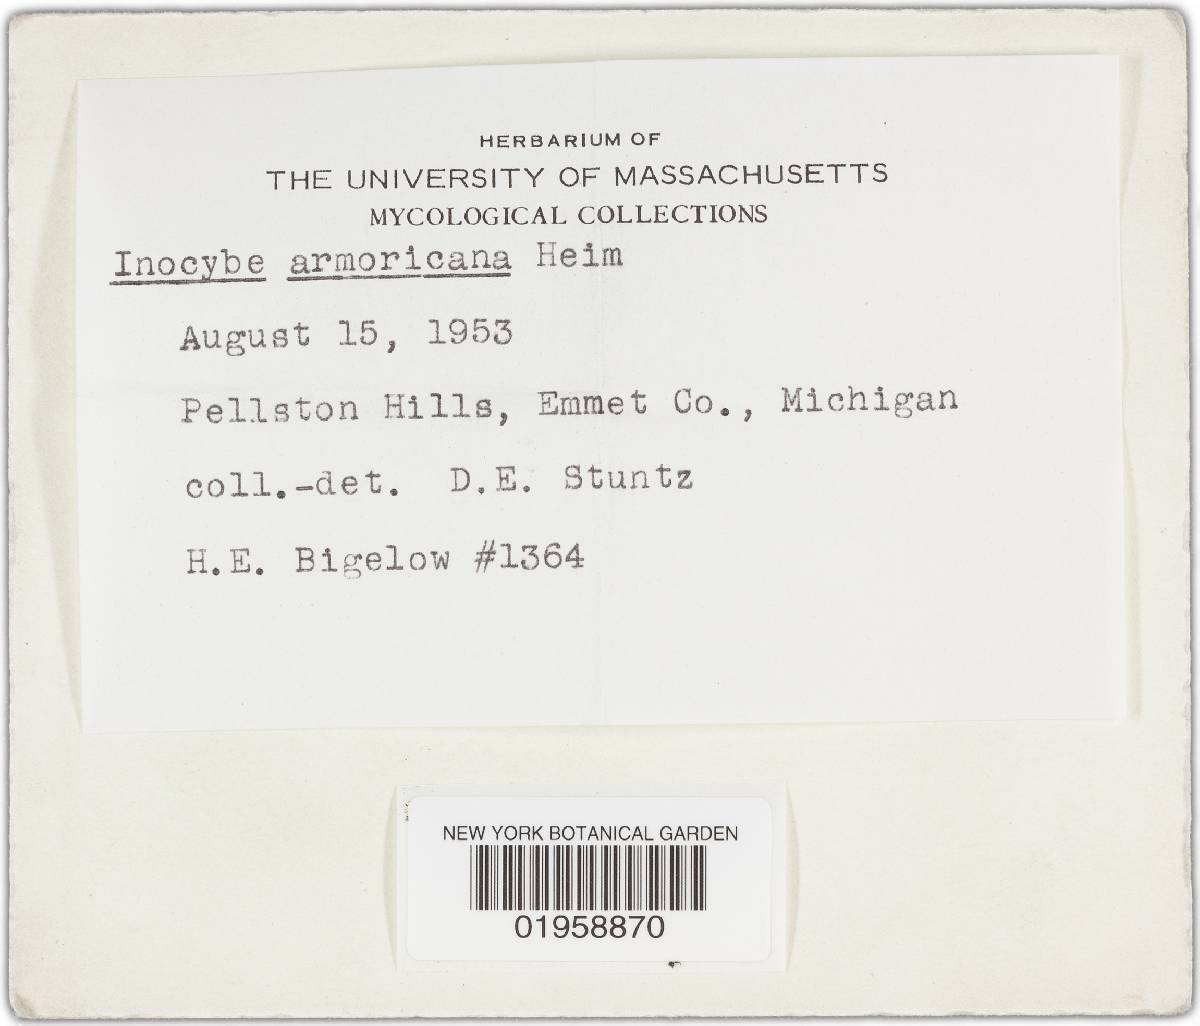 HERBARIUM OF
THE UNIVERSITY OF MASSACHUSETTS
MYCOLOGICAL COLLECTIONS
Inocybe armoricana Heim
August 15, 1953
Pellston Hills, Emmet Co., Michigan
coll.-det. D.E. Stuntz
H.E. Bigelow #1364
NEW YORK BOTANICAL GARDEN
01958870